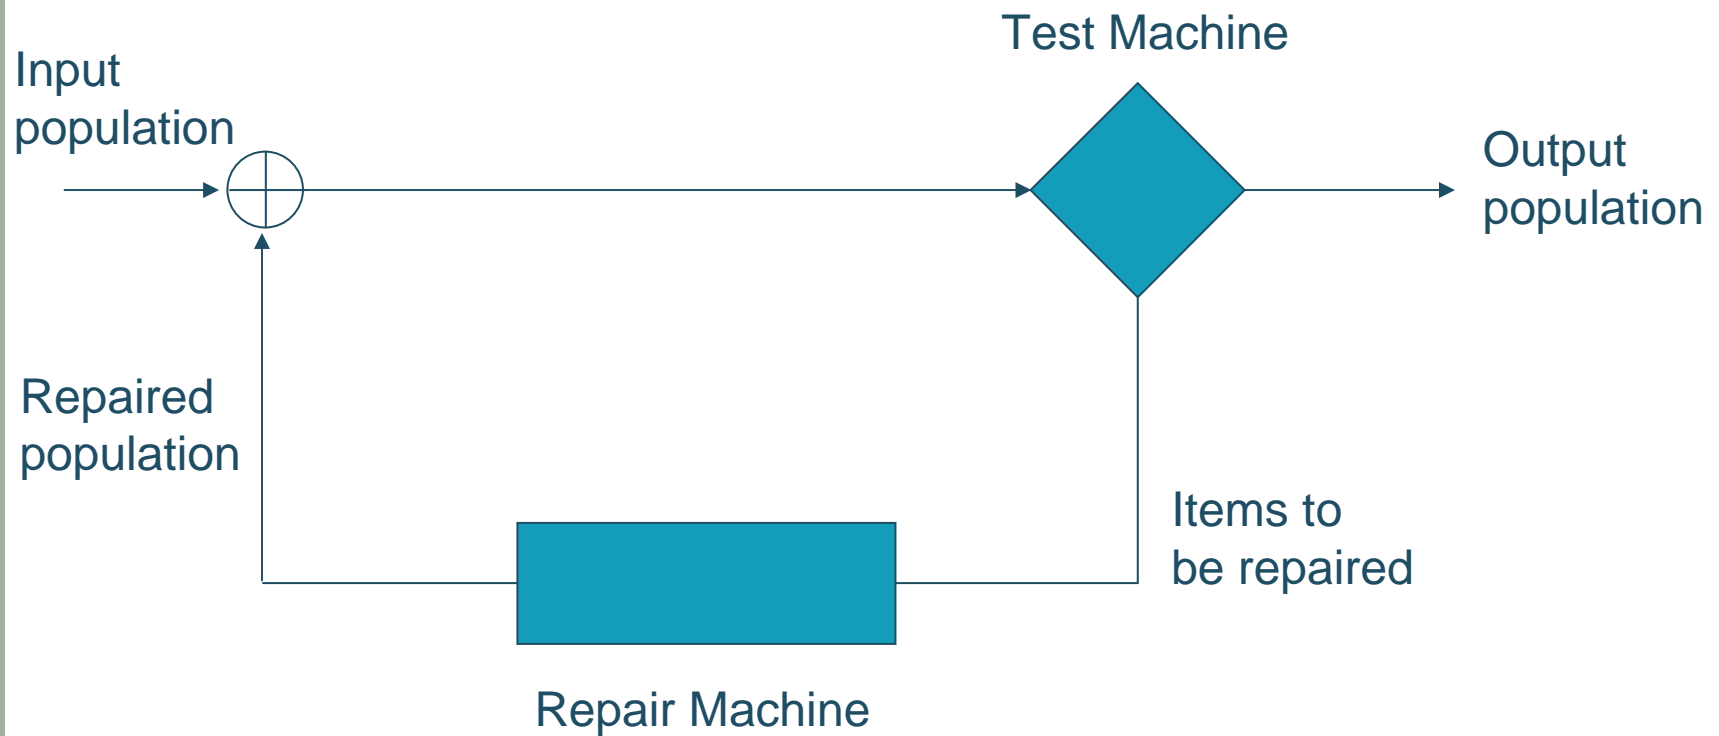 Test Machine
Input
population
Output
population
Repaired
population
Items to
be repaired
Repair Machine